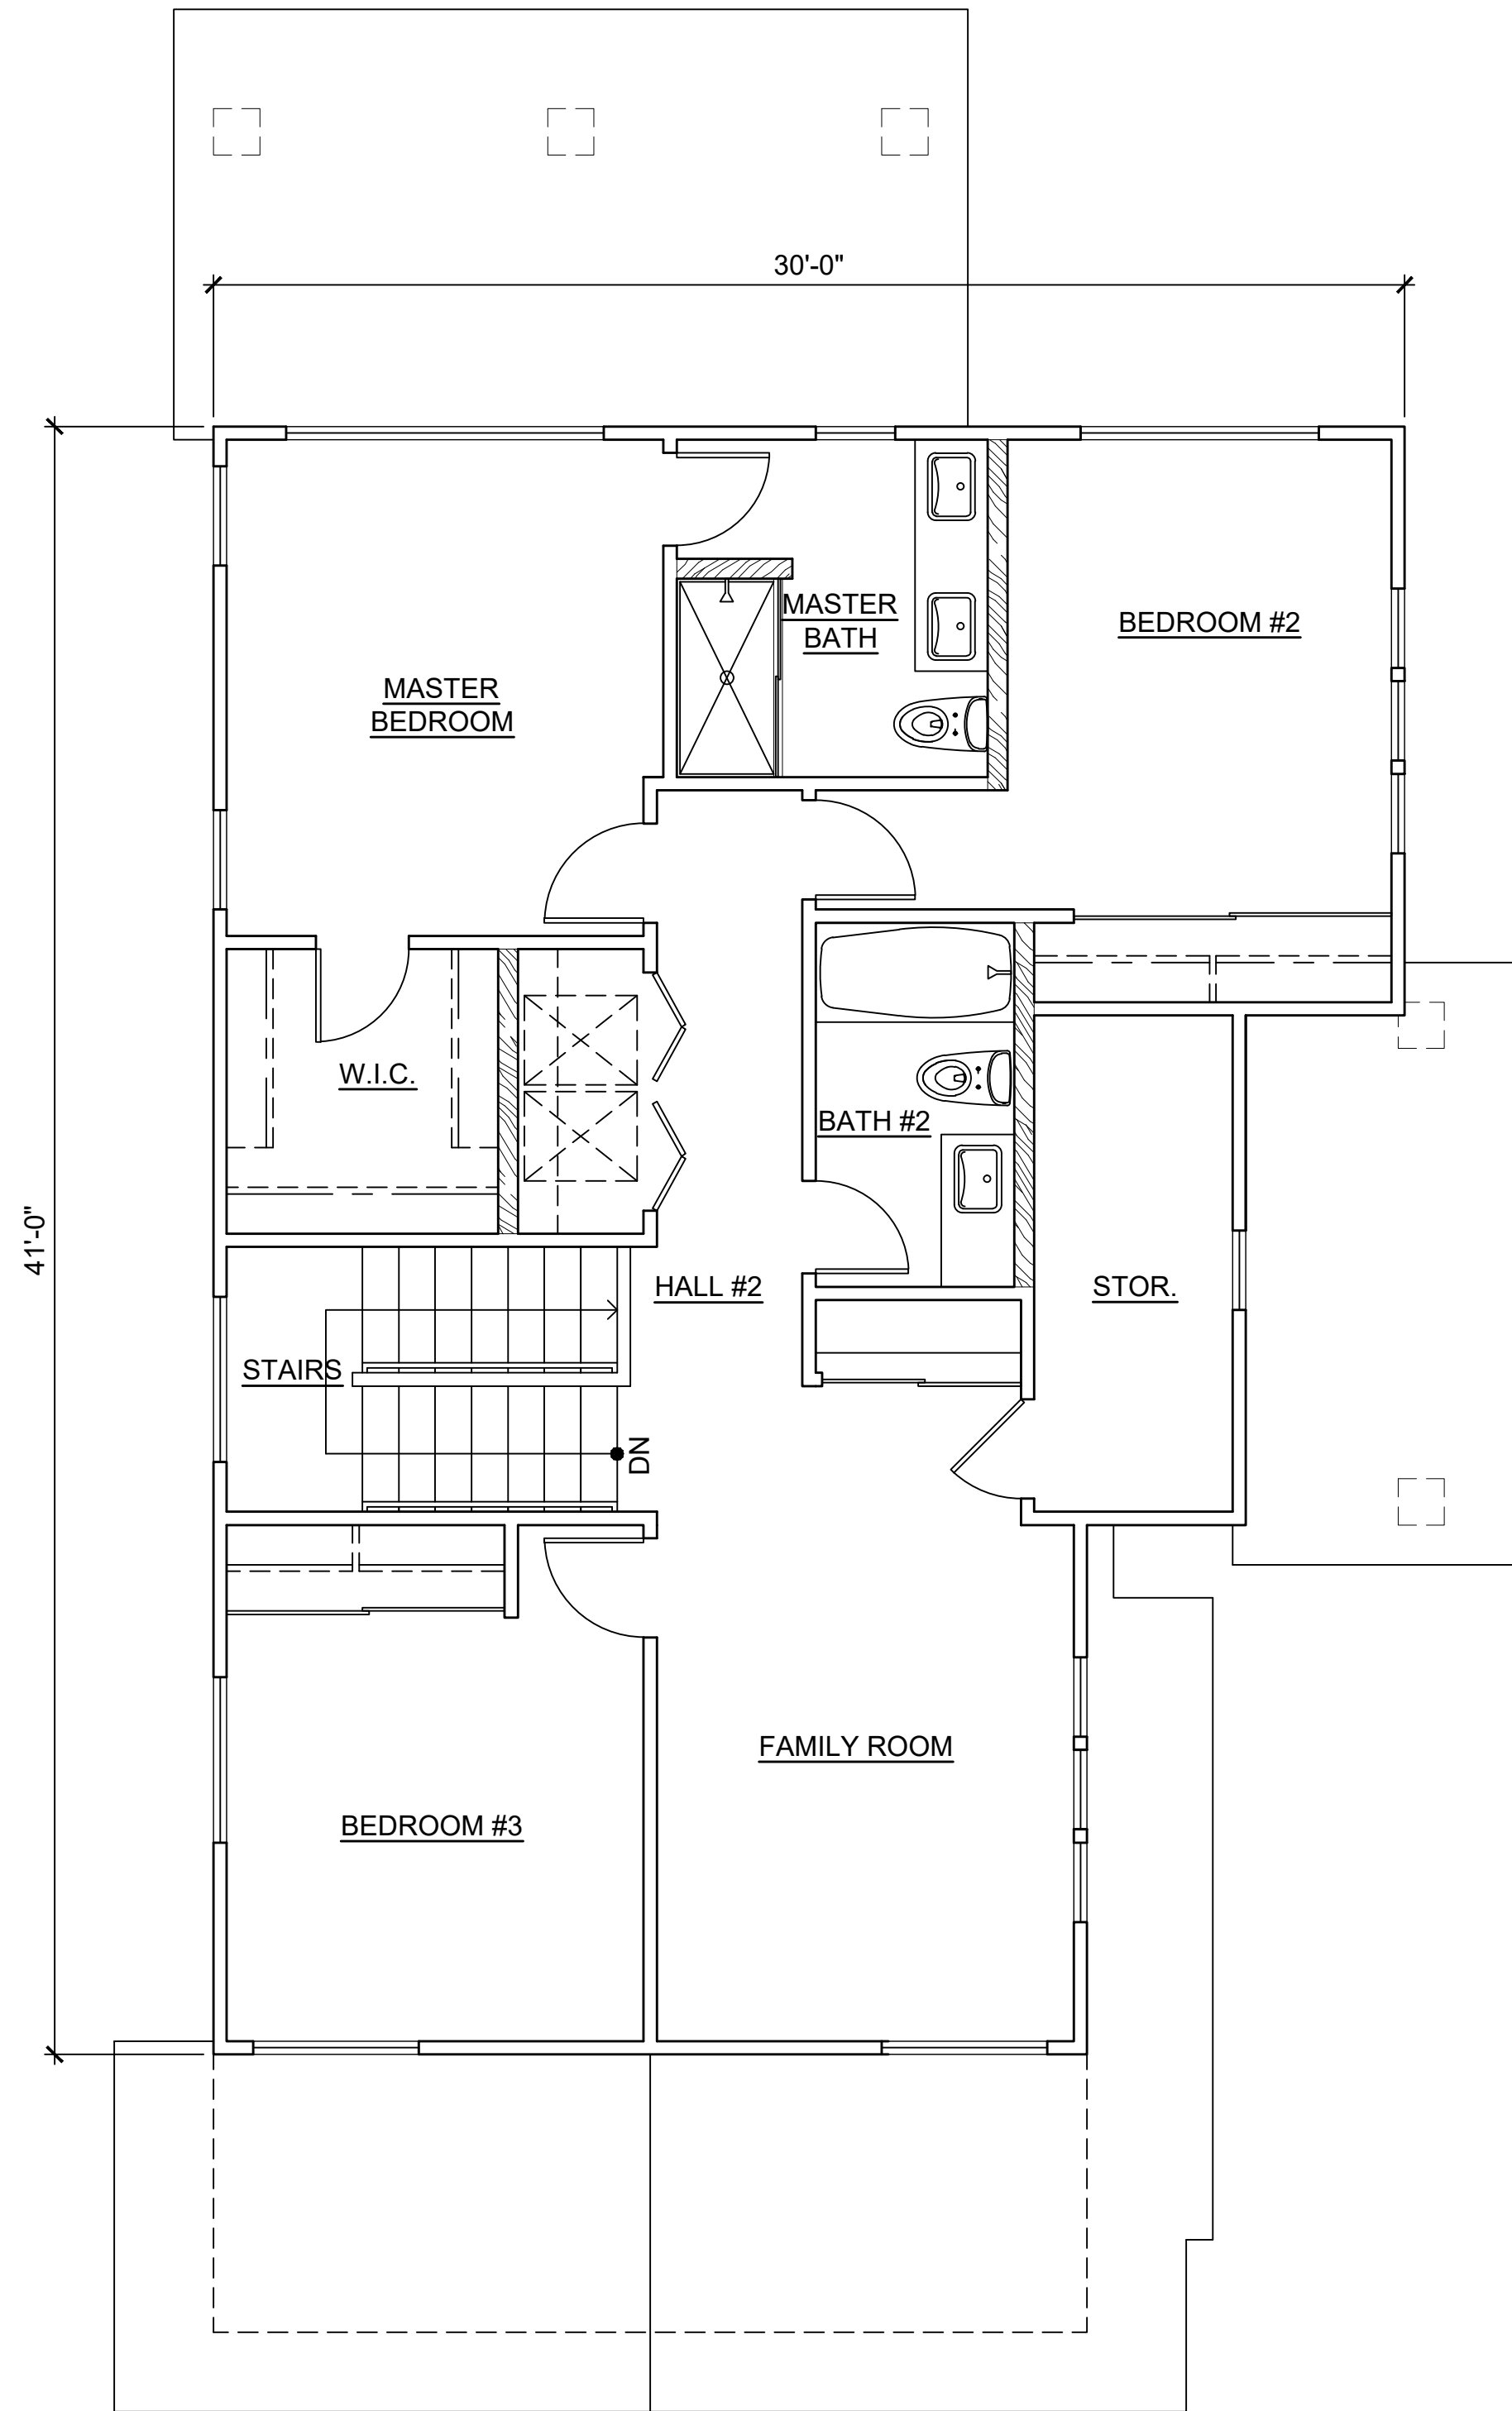 30'-0"
MASTER
BATH
BEDROOM #2
MASTER
BEDROOM
W.I.C.
BATH #2
41'-0"
HALL #2
STOR.
STAIRS
DN
FAMILY ROOM
BEDROOM #3